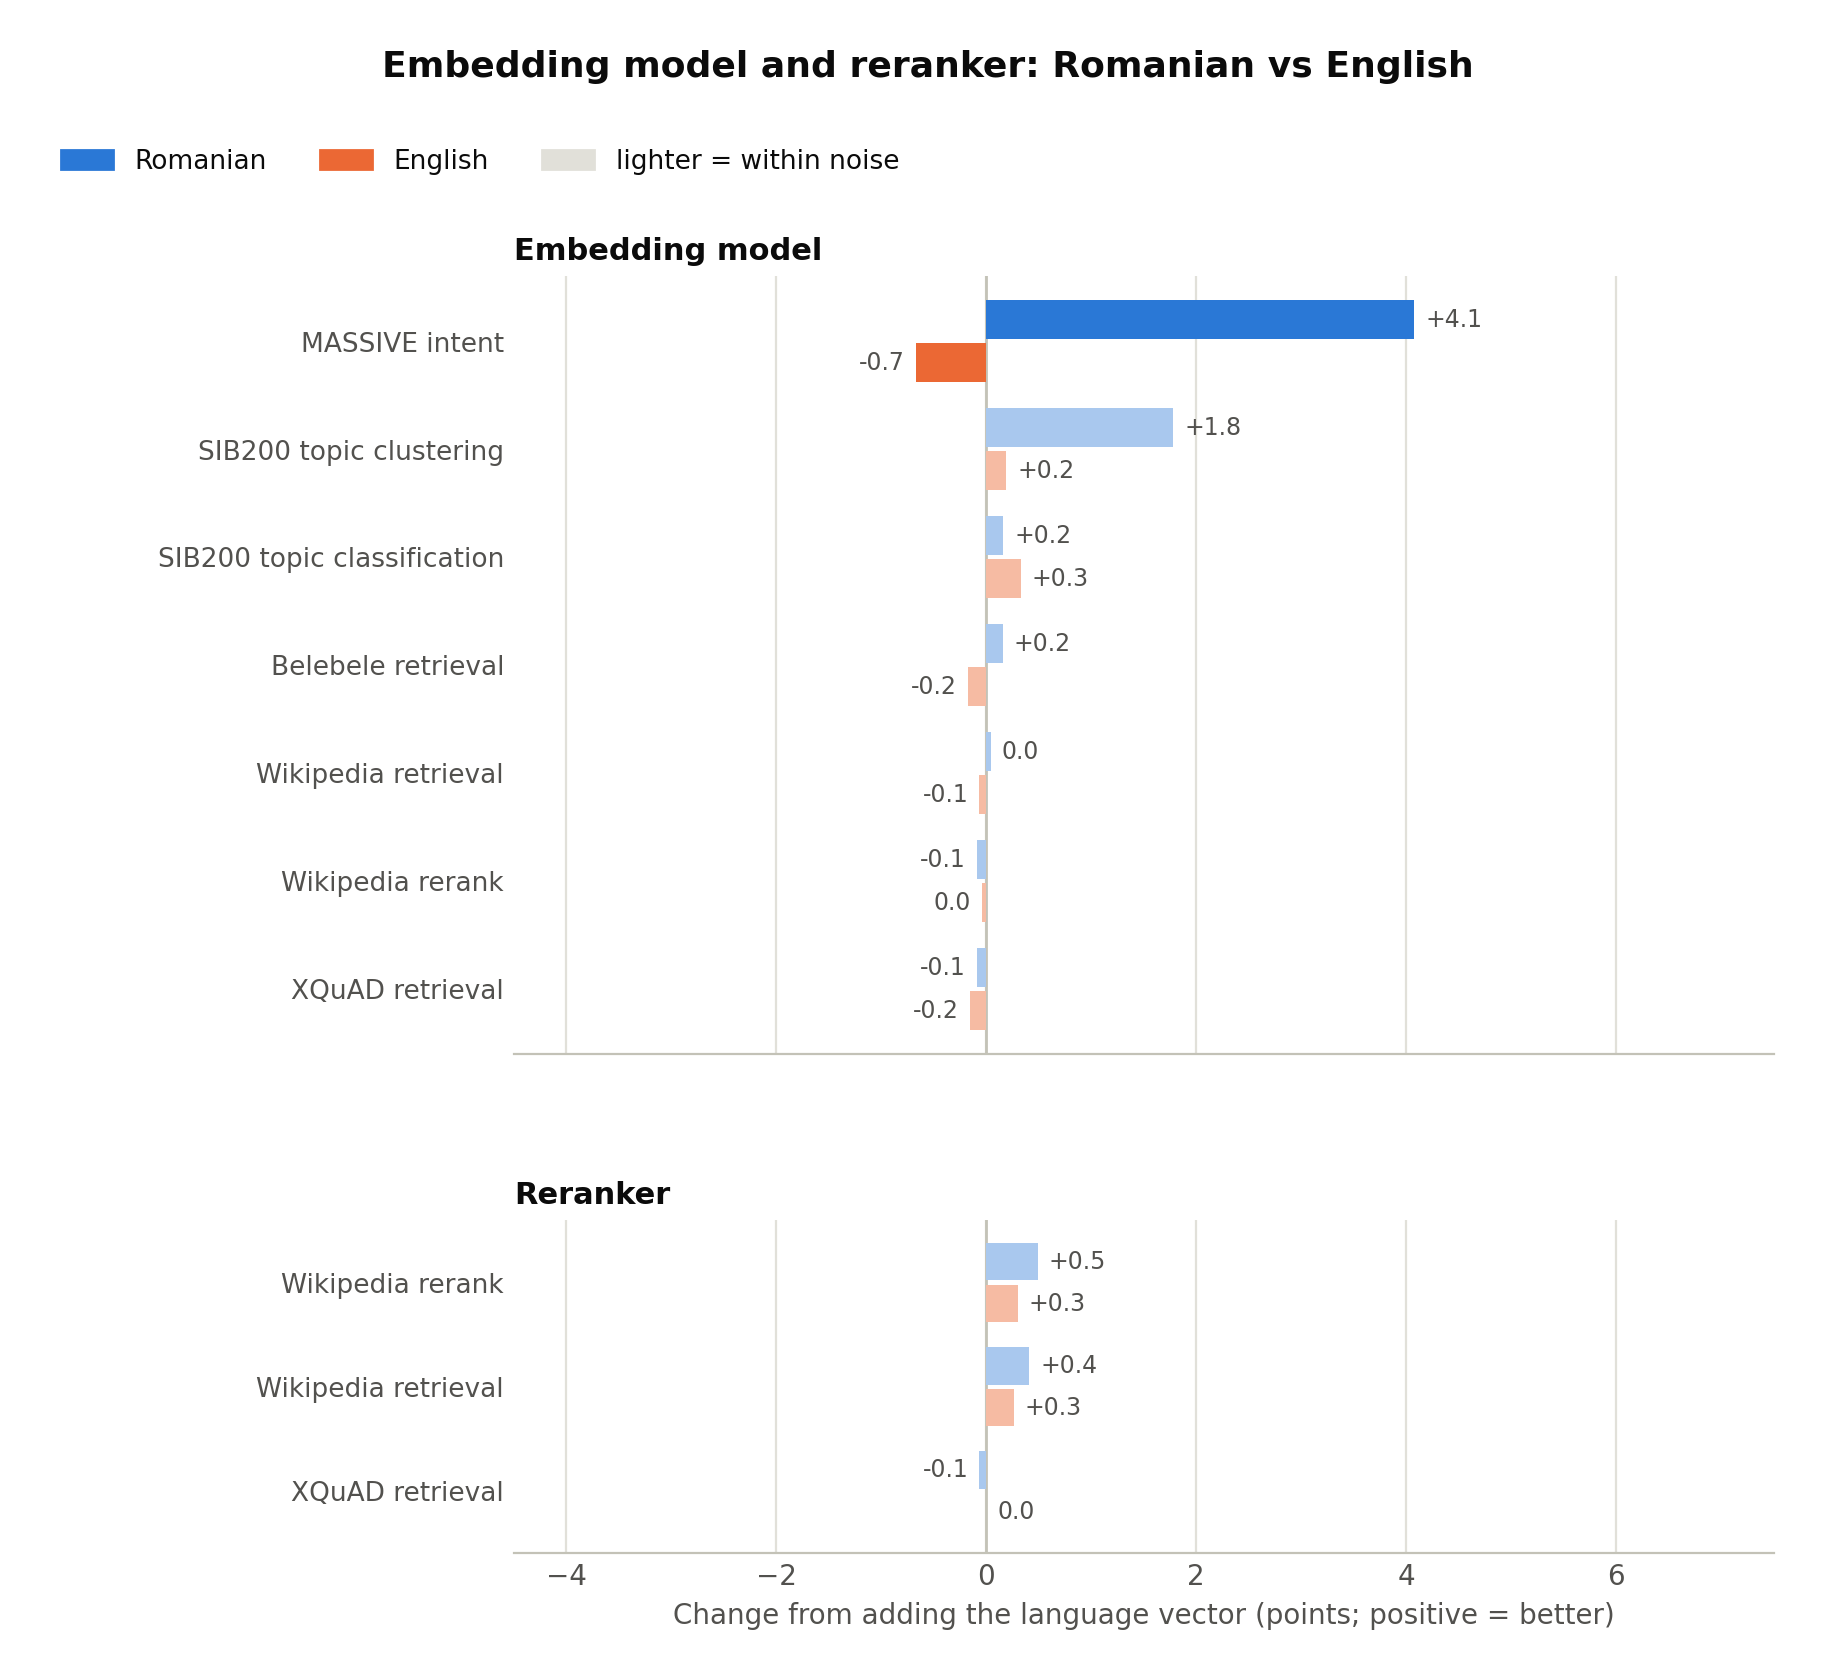 Embedding model and reranker: Romanian vs English
Romanian English lighter = within noise
Embedding model
MASSIVE intent
+4.1
-0.7
SIB200 topic clustering
+1.8
+0.2
SIB200 topic classification
+0.2
+0.3
Belebele retrieval
+0.2
-0.2
Wikipedia retrieval
0.0
-0.1
Wikipedia rerank
-0.1
0.0
XQuAD retrieval
-0.1
-0.2
Reranker
Wikipedia rerank
+0.5
+0.3
Wikipedia retrieval
+0.4
+0.3
XQuAD retrieval
-0.1
0.0
−4 −2 0 2 4 6
Change from adding the language vector (points; positive = better)